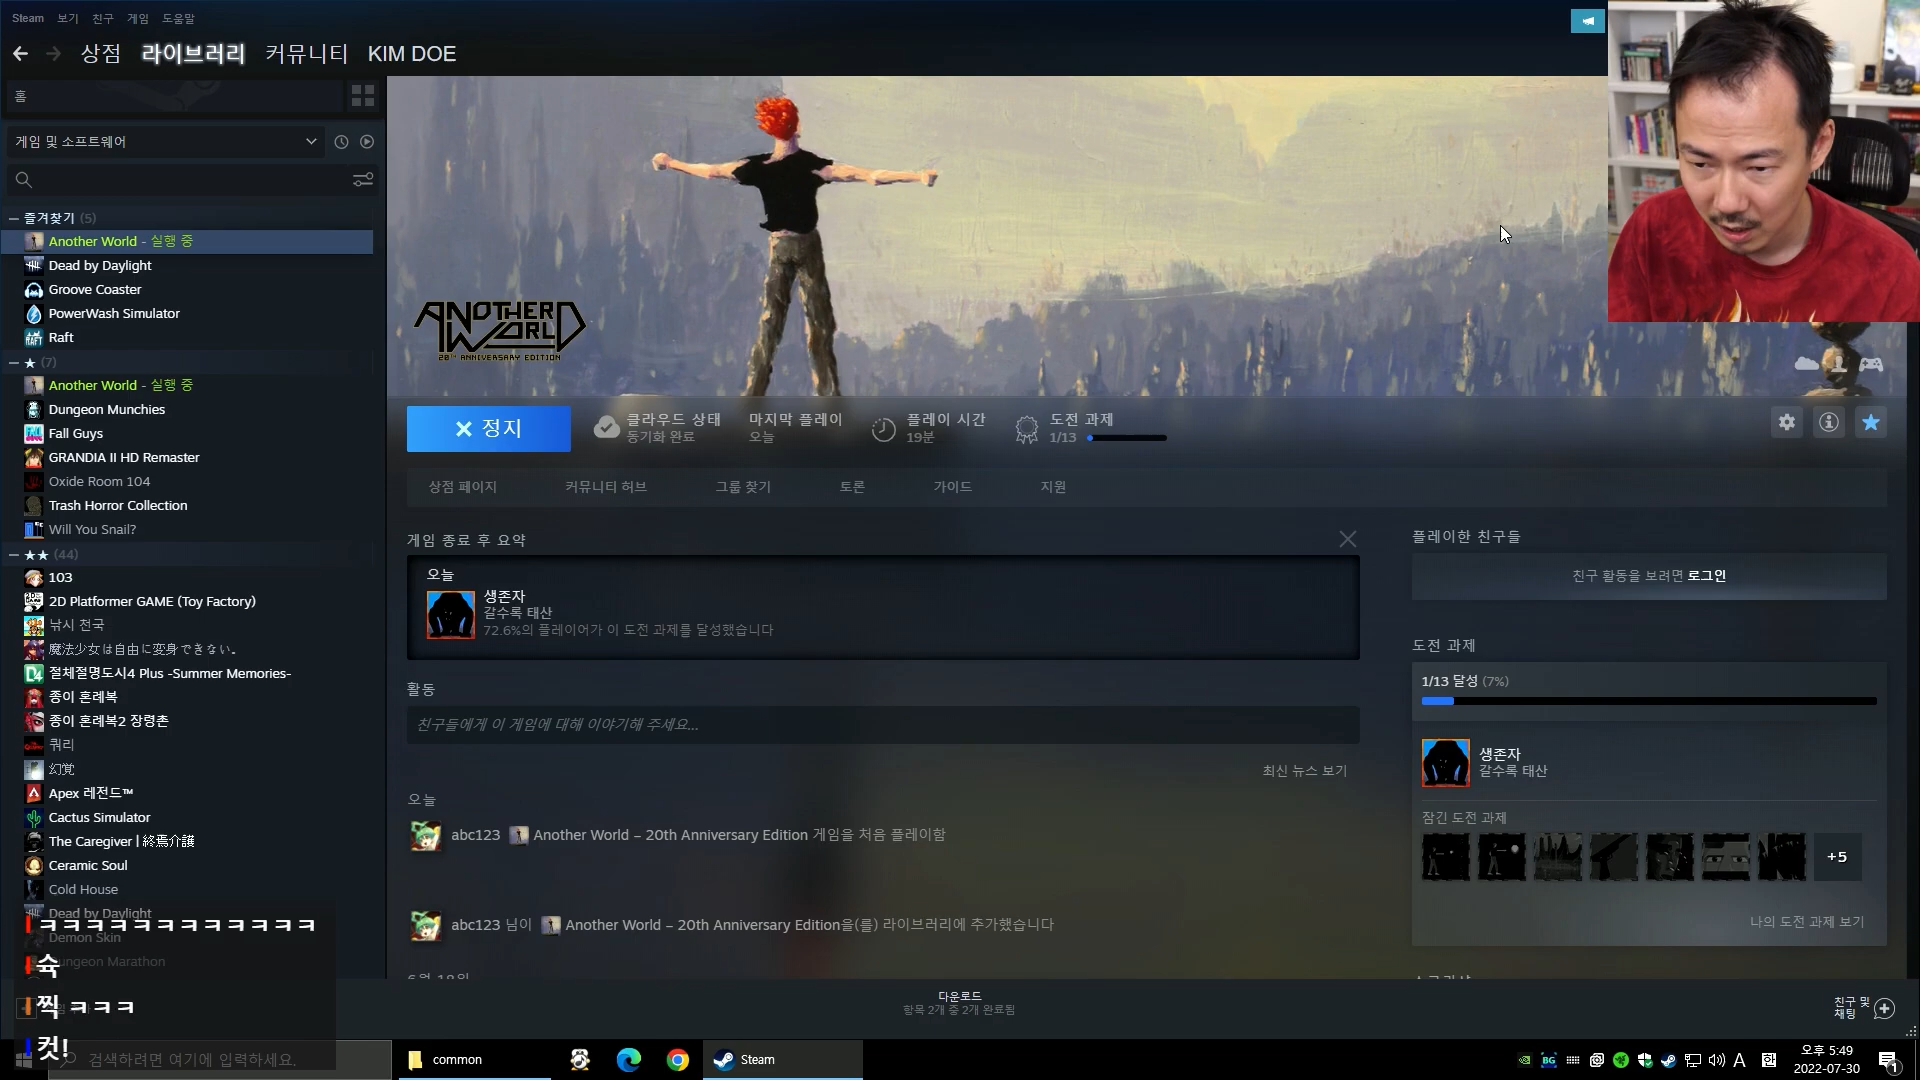 Steam 보기 친구 게임 도움말
상점 라이브러리 커뮤니티 KIM DOE
홈
게임 및 소프트웨어
즐겨찾기 (5)
Another World - 실행 중
Dead by Daylight
Groove Coaster
PowerWash Simulator
Raft
★ (7)
Another World - 실행 중
Dungeon Munchies
Fall Guys
GRANDIA II HD Remaster
Oxide Room 104
Trash Horror Collection
Will You Snail?
★★ (44)
103
2D Platformer GAME (Toy Factory)
낚시 천국
魔法少女は自由に変身できない。
절체절명도시4 Plus -Summer Memories-
종이 혼례복
종이 혼례복2 장령촌
쿼리
幻覚
Apex 레전드™
Cactus Simulator
The Caregiver | 終焉介護
Ceramic Soul
Cold House
Dead by Daylight
Demon Skin
Dungeon Marathon
ㅋㅋㅋㅋㅋㅋㅋㅋㅋㅋㅋㅋ
슉
찍 ㅋㅋㅋ
컷!
ANOTHER WORLD
20TH ANNIVERSARY EDITION
정지
클라우드 상태
동기화 완료
마지막 플레이
오늘
플레이 시간
19분
도전 과제
1/13
상점 페이지 커뮤니티 허브 그룹 찾기 토론 가이드 지원
게임 종료 후 요약
오늘
생존자
갈수록 태산
72.6%의 플레이어가 이 도전 과제를 달성했습니다
활동
친구들에게 이 게임에 대해 이야기해 주세요...
최신 뉴스 보기
오늘
abc123 Another World – 20th Anniversary Edition 게임을 처음 플레이함
abc123 님이 Another World – 20th Anniversary Edition을(를) 라이브러리에 추가했습니다
플레이한 친구들
친구 활동을 보려면 로그인
도전 과제
1/13 달성 (7%)
생존자
갈수록 태산
잠긴 도전 과제
+5
나의 도전 과제 보기
다운로드
항목 2개 중 2개 완료됨
친구 및
채팅
검색하려면 여기에 입력하세요.
common
Steam
BG
A
한
오후 5:49
2022-07-30
1